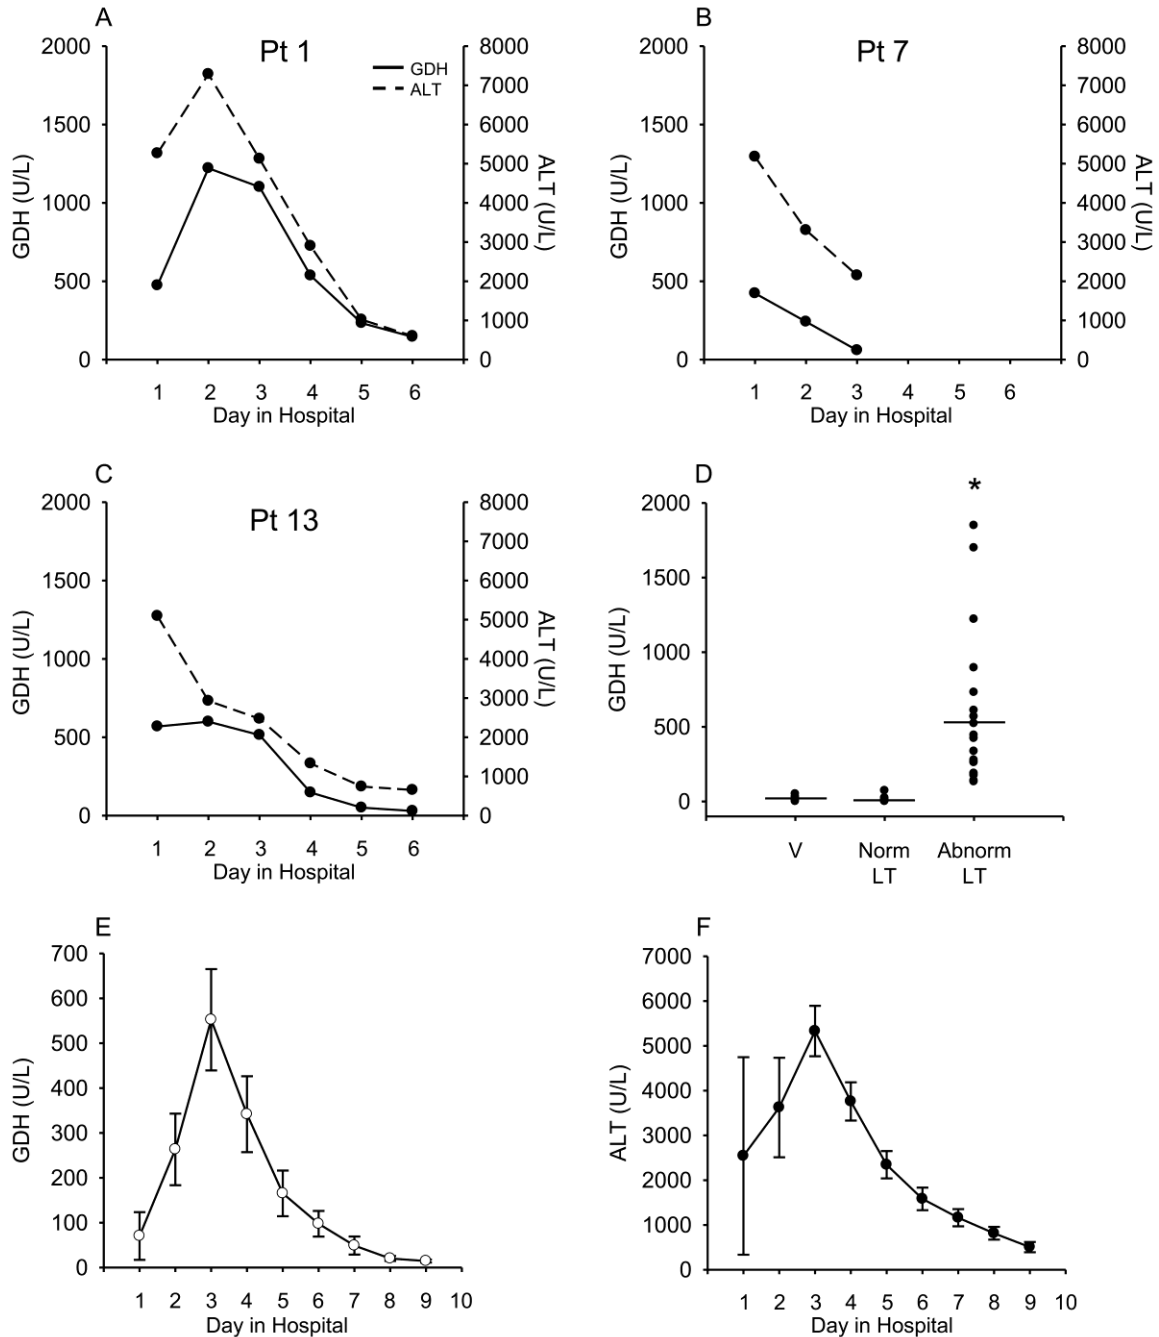 A
Pt 1
GDH
ALT
2000
1500
1000
500
0
GDH (U/L)
8000
7000
6000
5000
4000
3000
2000
1000
0
ALT (U/L)
1 2 3 4 5 6
Day in Hospital
B
Pt 7
2000
1500
1000
500
0
GDH (U/L)
8000
7000
6000
5000
4000
3000
2000
1000
0
ALT (U/L)
1 2 3 4 5 6
Day in Hospital
C
Pt 13
2000
1500
1000
500
0
GDH (U/L)
8000
7000
6000
5000
4000
3000
2000
1000
0
ALT (U/L)
1 2 3 4 5 6
Day in Hospital
D
*
2000
1500
1000
500
0
GDH (U/L)
V
Norm
LT
Abnorm
LT
E
700
600
500
400
300
200
100
0
GDH (U/L)
1 2 3 4 5 6 7 8 9 10
Day in Hospital
F
7000
6000
5000
4000
3000
2000
1000
0
ALT (U/L)
1 2 3 4 5 6 7 8 9 10
Day in Hospital